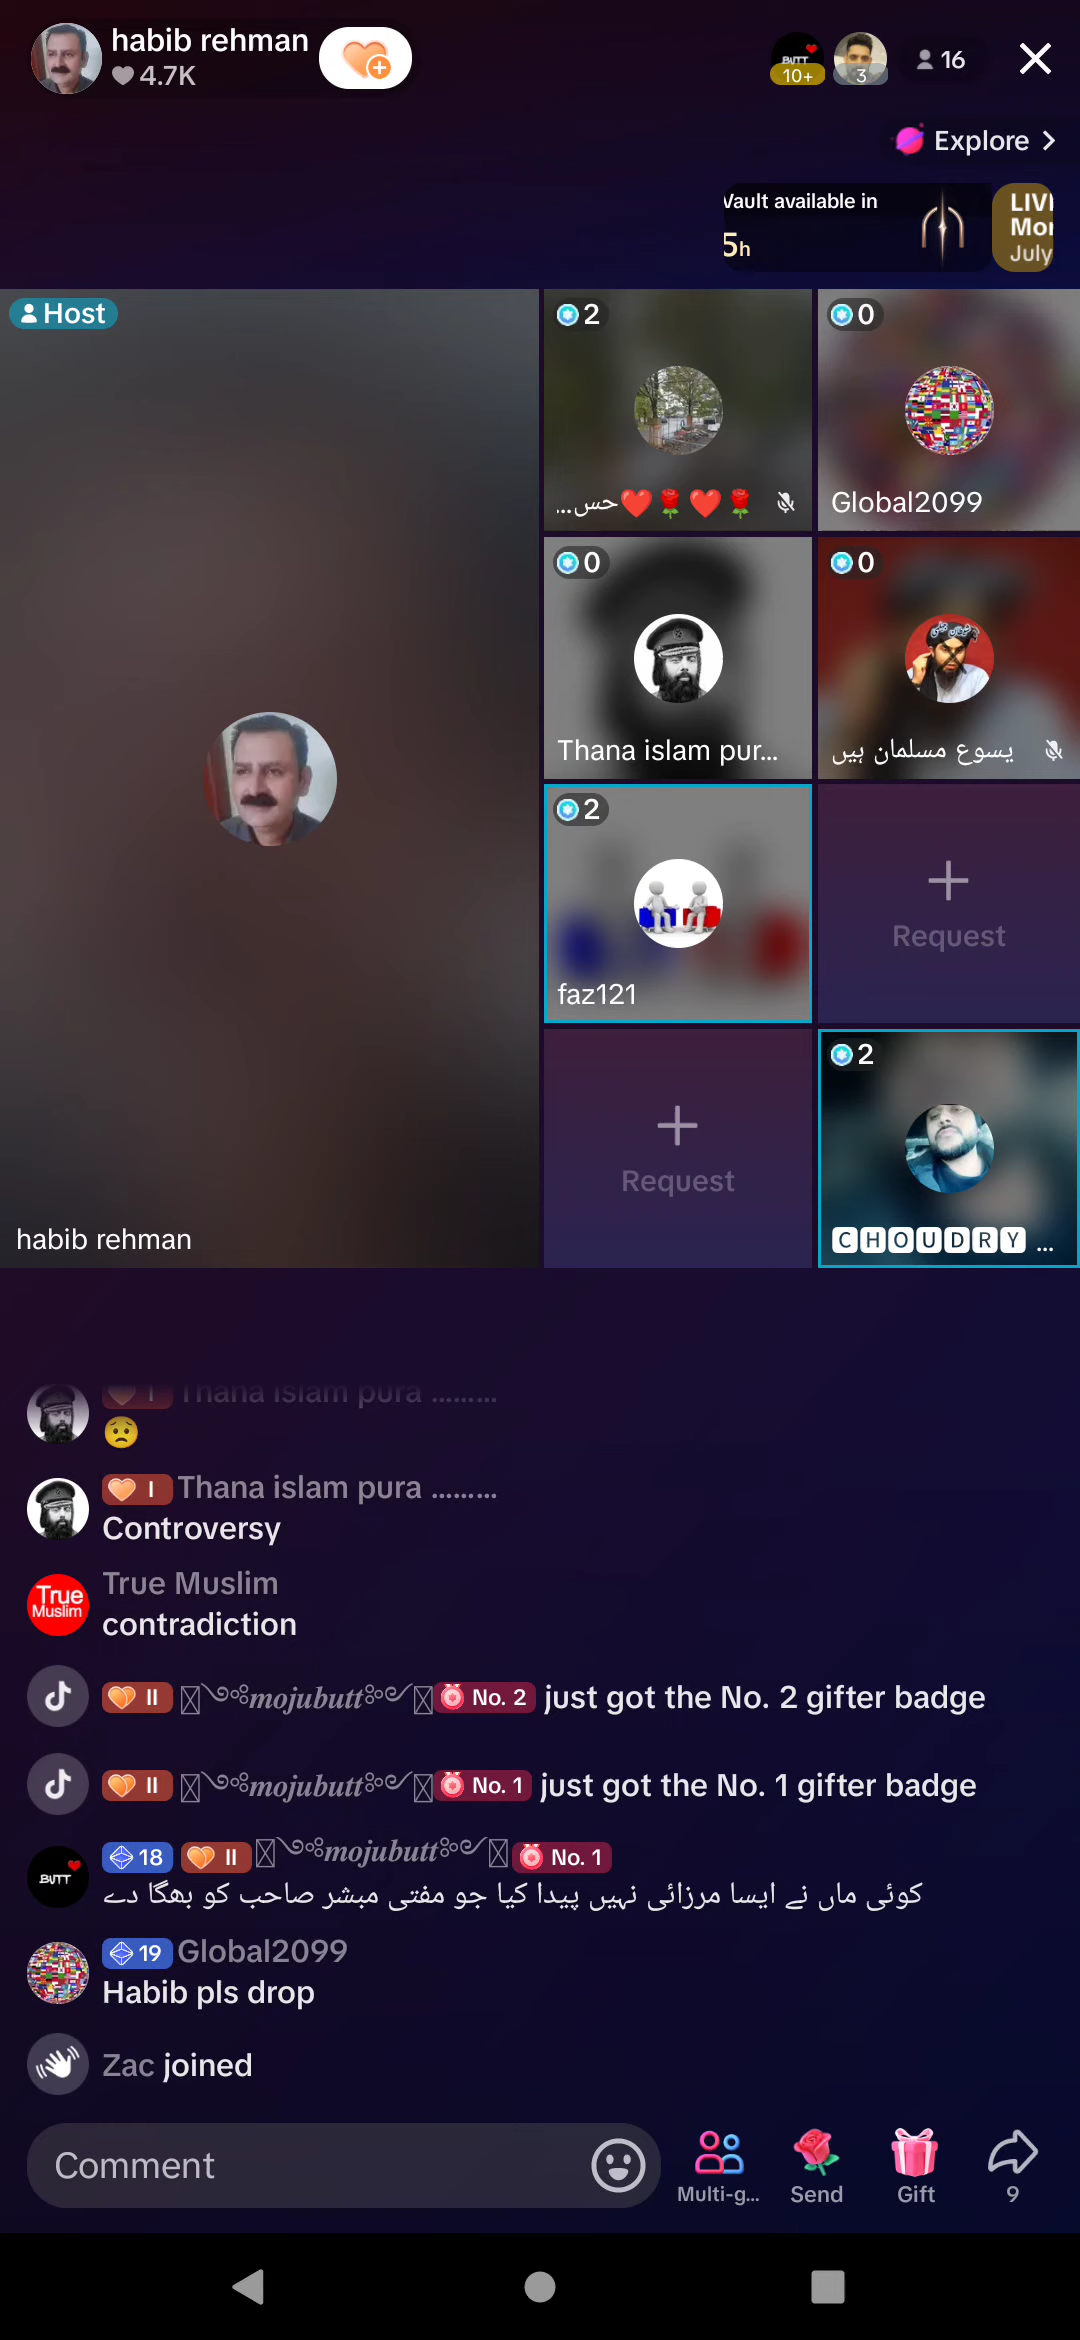 habib rehman
4.7K
BUTT
10+
3
16
Explore
Vault available in
5h
LIVE
July
Host
2
حس...
0
Global2099
0
Thana islam pur...
0
یسوع مسلمان ہیں
2
faz121
Request
Request
2
CHOUDRY ...
habib rehman
I Thana islam pura .........
😟
I Thana islam pura .........
Controversy
True Muslim
True Muslim
contradiction
II mojubutt No. 2 just got the No. 2 gifter badge
II mojubutt No. 1 just got the No. 1 gifter badge
BUTT
18 II mojubutt No. 1
کوئی ماں نے ایسا مرزائی نہیں پیدا کیا جو مفتی مبشر صاحب کو بھگا دے
19 Global2099
Habib pls drop
Zac joined
Comment
Multi-g...
Send
Gift
9